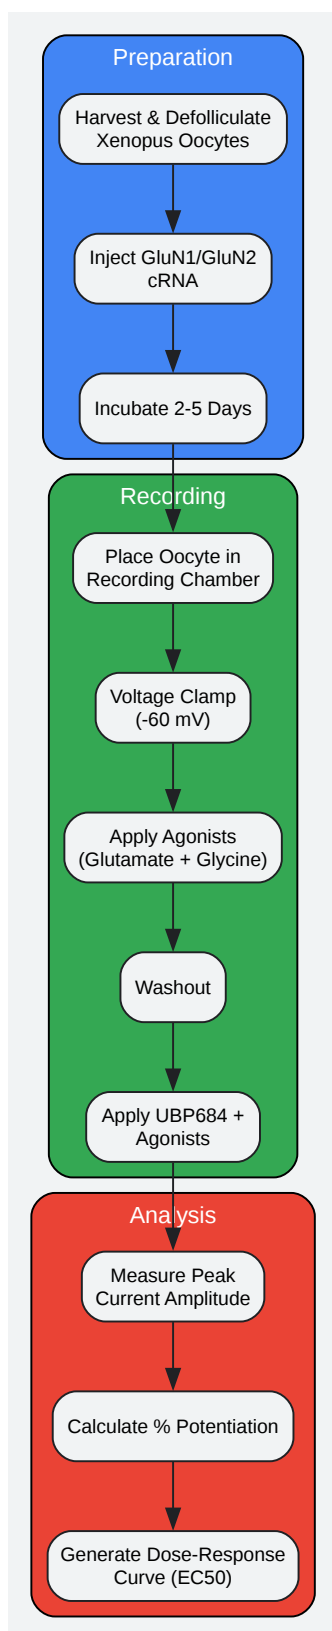 Preparation
Harvest & Defolliculate
Xenopus Oocytes
Inject GluN1/GluN2
cRNA
Incubate 2-5 Days
Recording
Place Oocyte in
Recording Chamber
Voltage Clamp
(-60 mV)
Apply Agonists
(Glutamate + Glycine)
Washout
Apply UBP684 +
Agonists
Analysis
Measure Peak
Current Amplitude
Calculate % Potentiation
Generate Dose-Response
Curve (EC50)